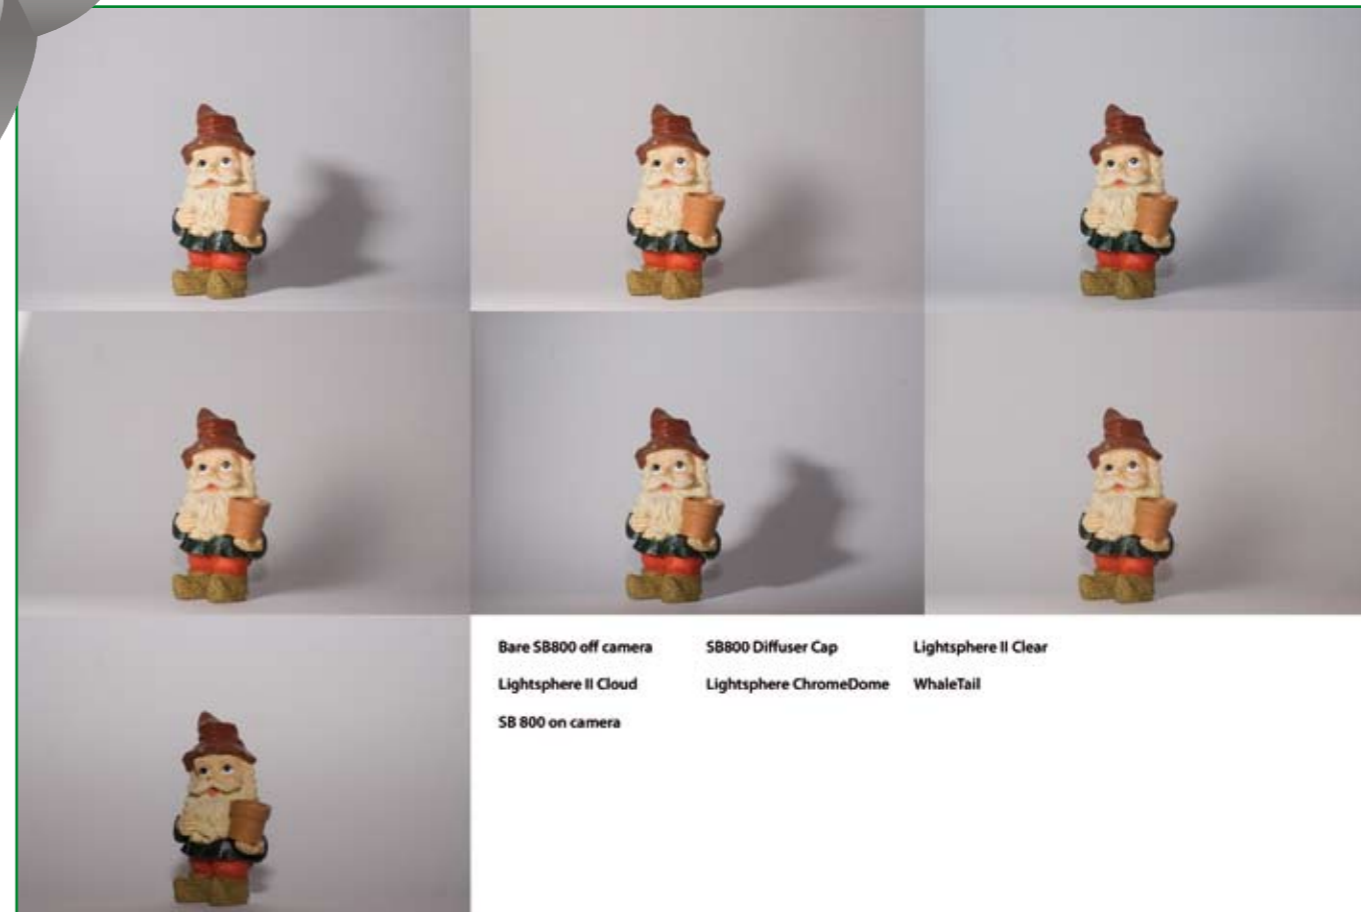 Bare SB800 off camera SB800 Diffuser Cap Lightsphere II Clear
Lightsphere II Cloud Lightsphere ChromeDome WhaleTail
SB 800 on camera